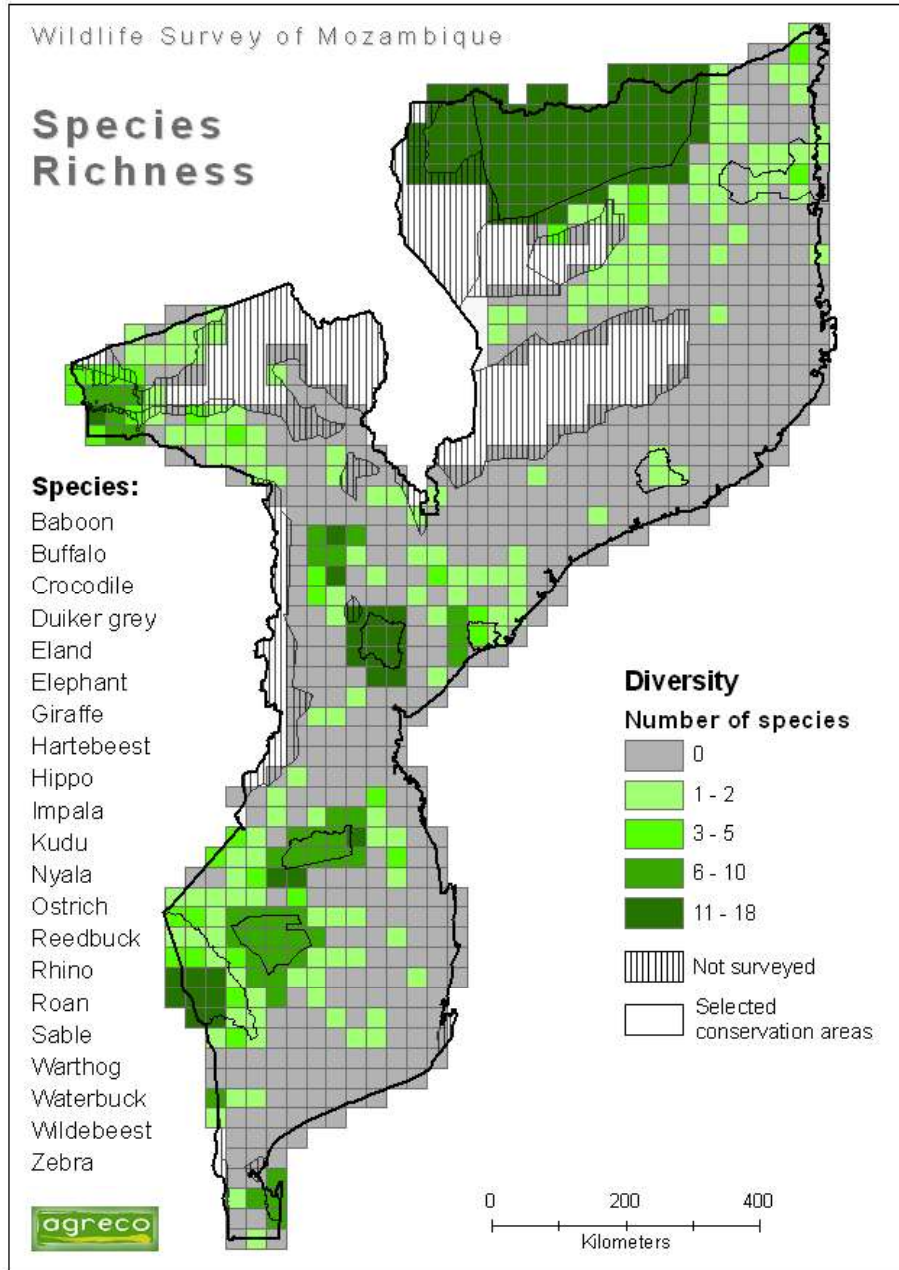 Wildlife Survey of Mozambique
Species
Richness
Species:
Baboon
Buffalo
Crocodile
Duiker grey
Eland
Elephant
Giraffe
Hartebeest
Hippo
Impala
Kudu
Nyala
Ostrich
Reedbuck
Rhino
Roan
Sable
Warthog
Waterbuck
Wildebeest
Zebra
Diversity
Number of species
0
1 - 2
3 - 5
6 - 10
11 - 18
Not surveyed
Selected
conservation areas
0 200 400
Kilometers
agreco